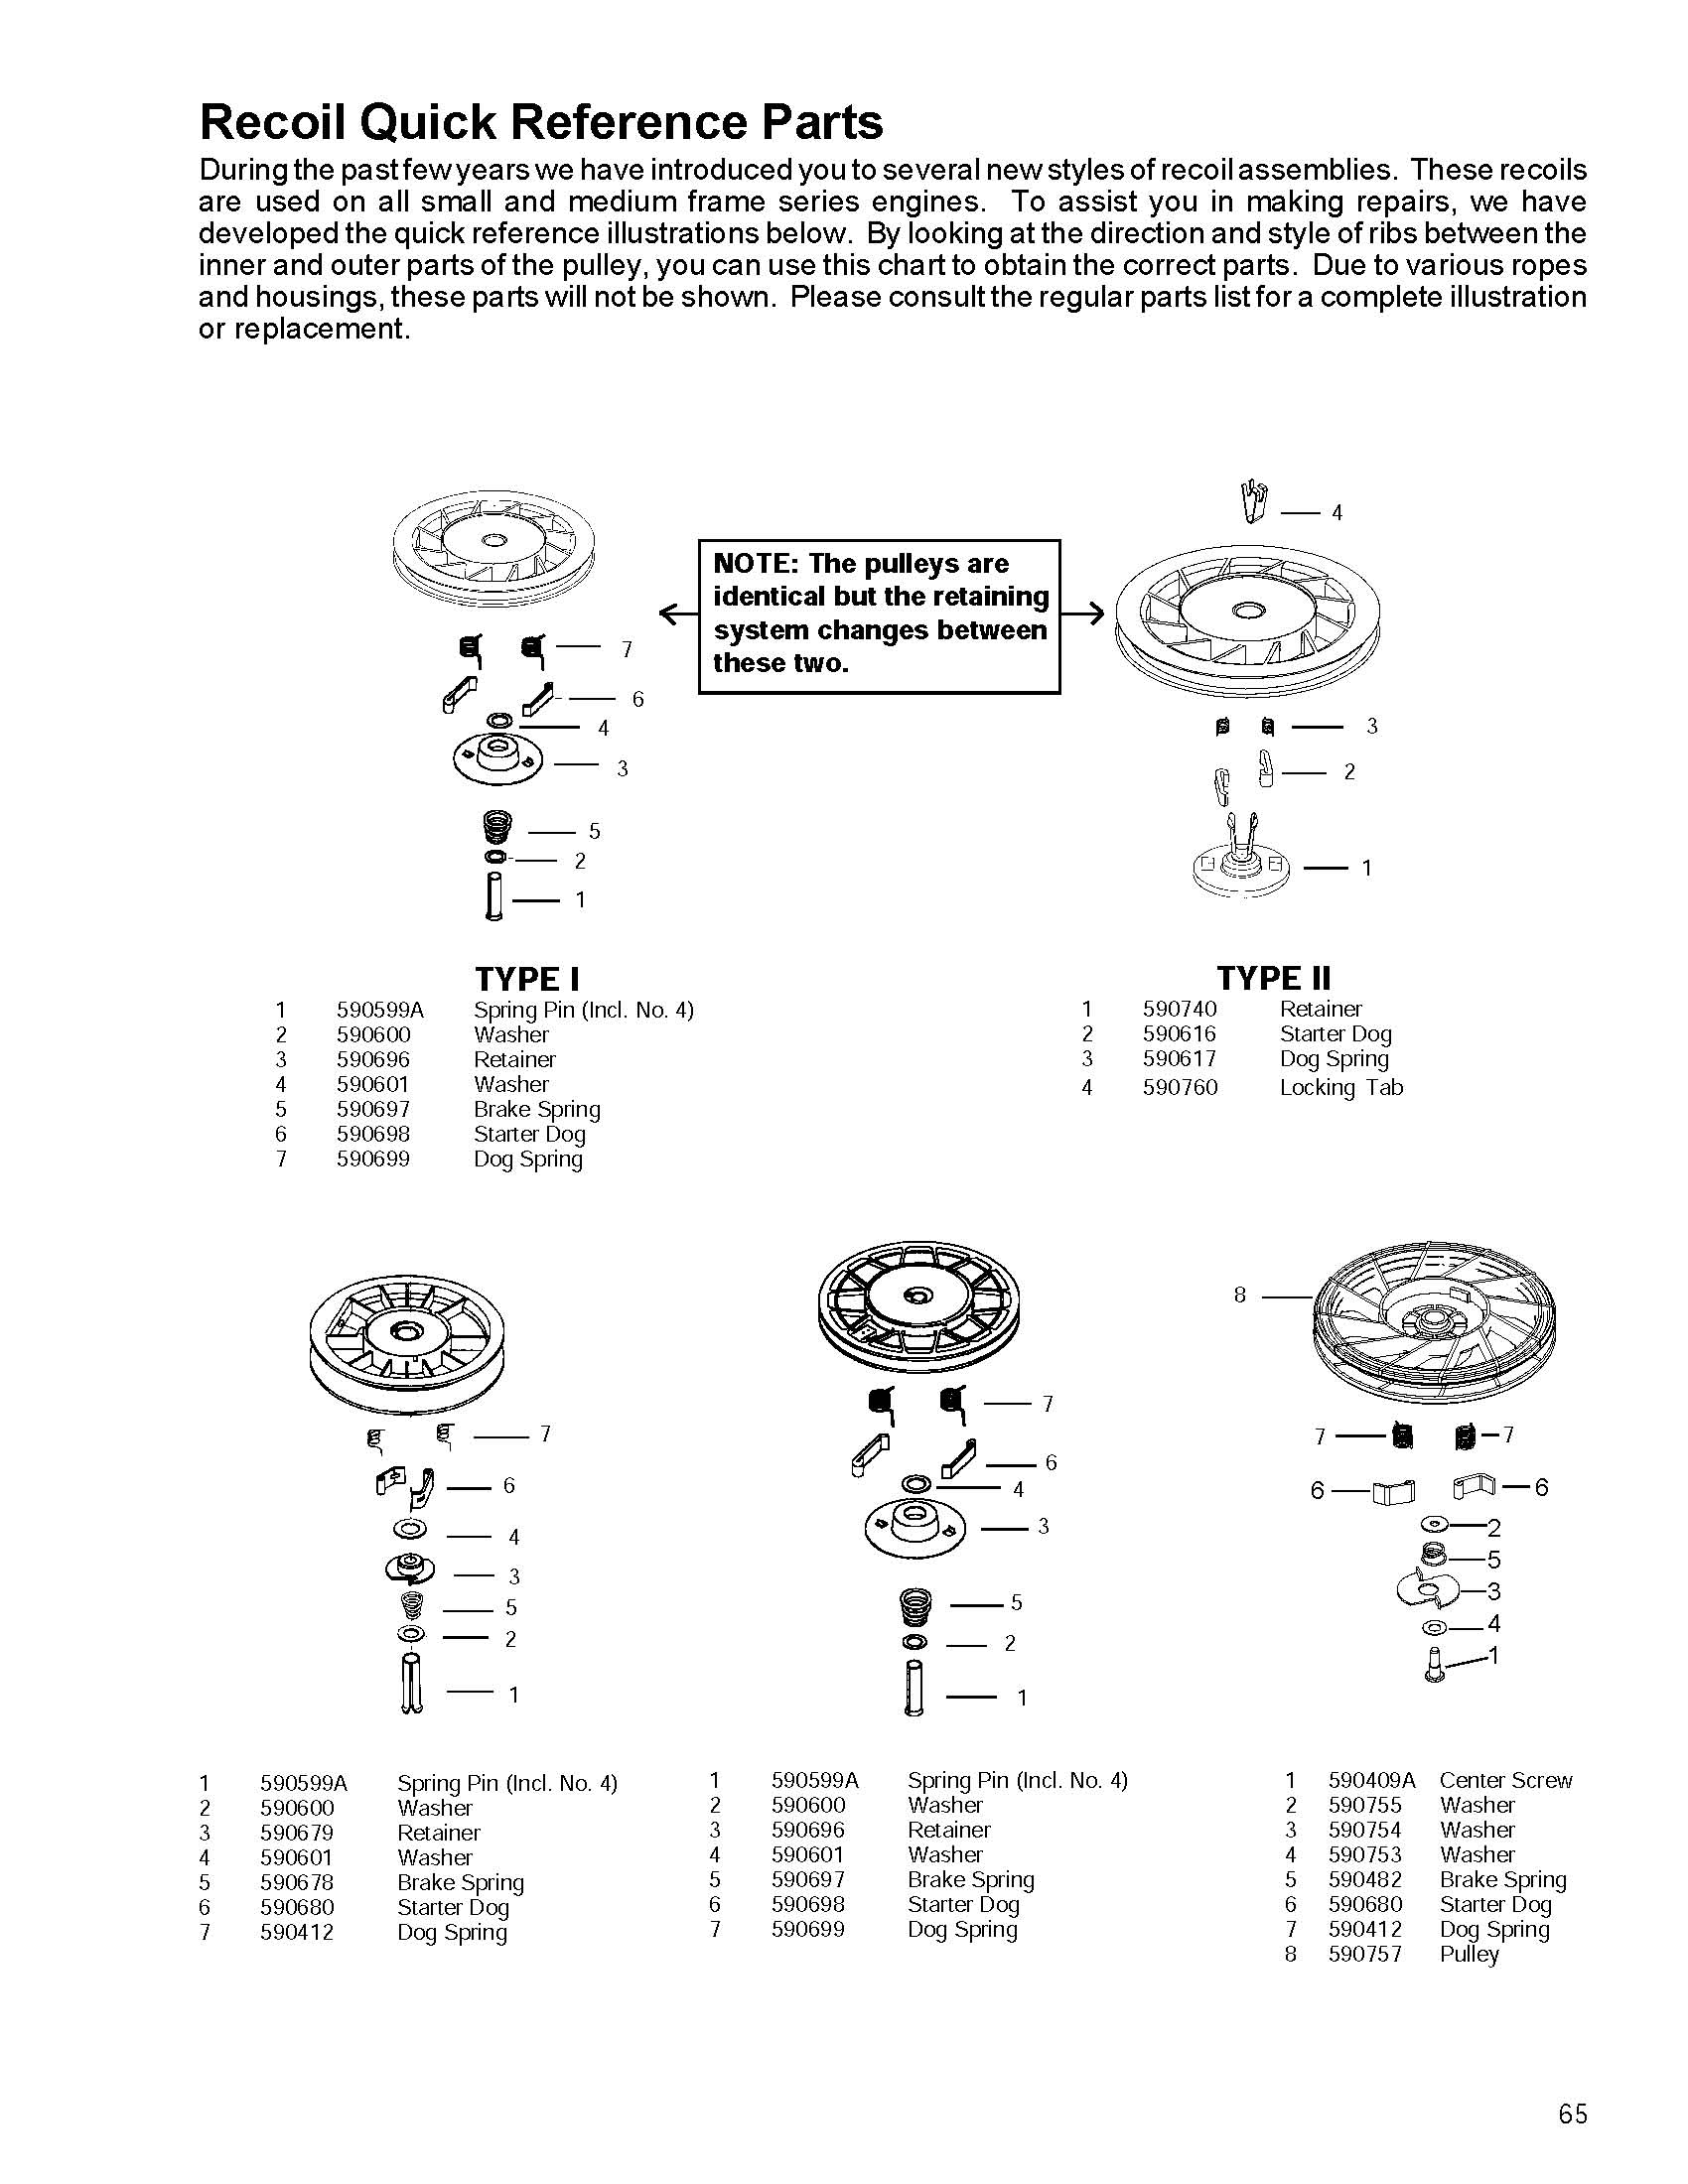 Recoil Quick Reference Parts
During the past few years we have introduced you to several new styles of recoil assemblies. These recoils
are used on all small and medium frame series engines. To assist you in making repairs, we have
developed the quick reference illustrations below. By looking at the direction and style of ribs between the
inner and outer parts of the pulley, you can use this chart to obtain the correct parts. Due to various ropes
and housings, these parts will not be shown. Please consult the regular parts list for a complete illustration
or replacement.
NOTE: The pulleys are
identical but the retaining
system changes between
these two.
7
6
4
3
5
2
1
4
3
2
1
TYPE I
1 590599A Spring Pin (Incl. No. 4)
2 590600 Washer
3 590696 Retainer
4 590601 Washer
5 590697 Brake Spring
6 590698 Starter Dog
7 590699 Dog Spring
TYPE II
1 590740 Retainer
2 590616 Starter Dog
3 590617 Dog Spring
4 590760 Locking Tab
7
6
4
3
5
2
1
7
6
4
3
5
2
1
8
7 7
6 6
2
5
3
4
1
1 590599A Spring Pin (Incl. No. 4)
2 590600 Washer
3 590679 Retainer
4 590601 Washer
5 590678 Brake Spring
6 590680 Starter Dog
7 590412 Dog Spring
1 590599A Spring Pin (Incl. No. 4)
2 590600 Washer
3 590696 Retainer
4 590601 Washer
5 590697 Brake Spring
6 590698 Starter Dog
7 590699 Dog Spring
1 590409A Center Screw
2 590755 Washer
3 590754 Washer
4 590753 Washer
5 590482 Brake Spring
6 590680 Starter Dog
7 590412 Dog Spring
8 590757 Pulley
65